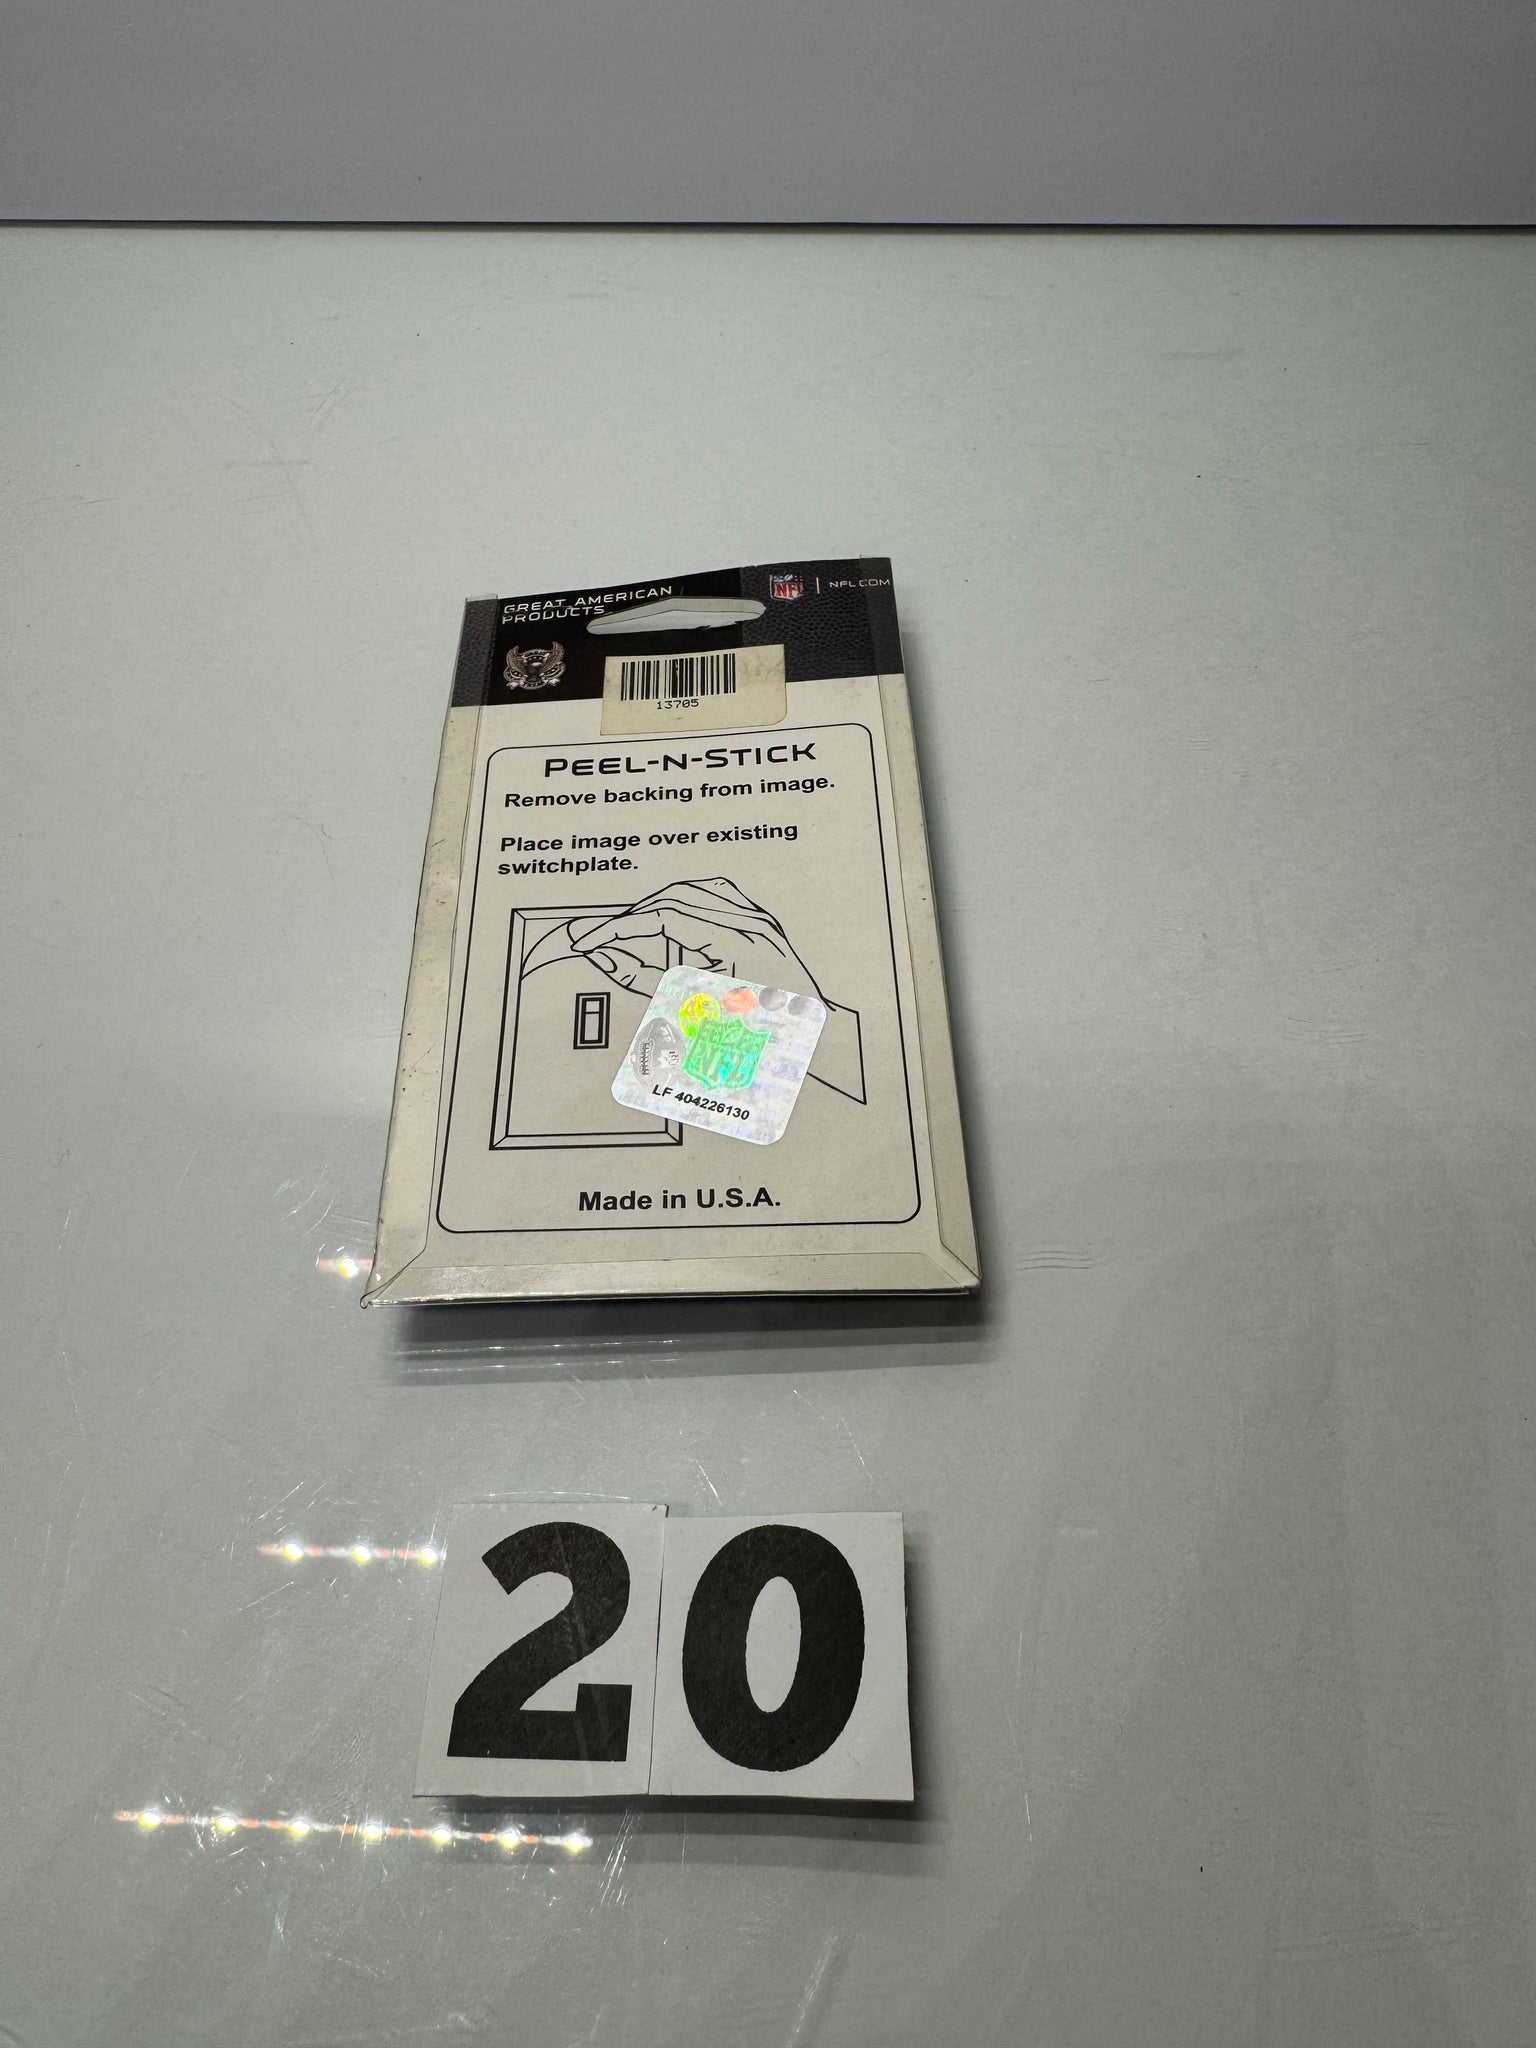 GREAT AMERICAN
PRODUCTS
NFL
NFL.COM
13705
PEEL-N-STICK
Remove backing from image.
Place image over existing
switchplate.
NFL
LF 404226130
Made in U.S.A.
20